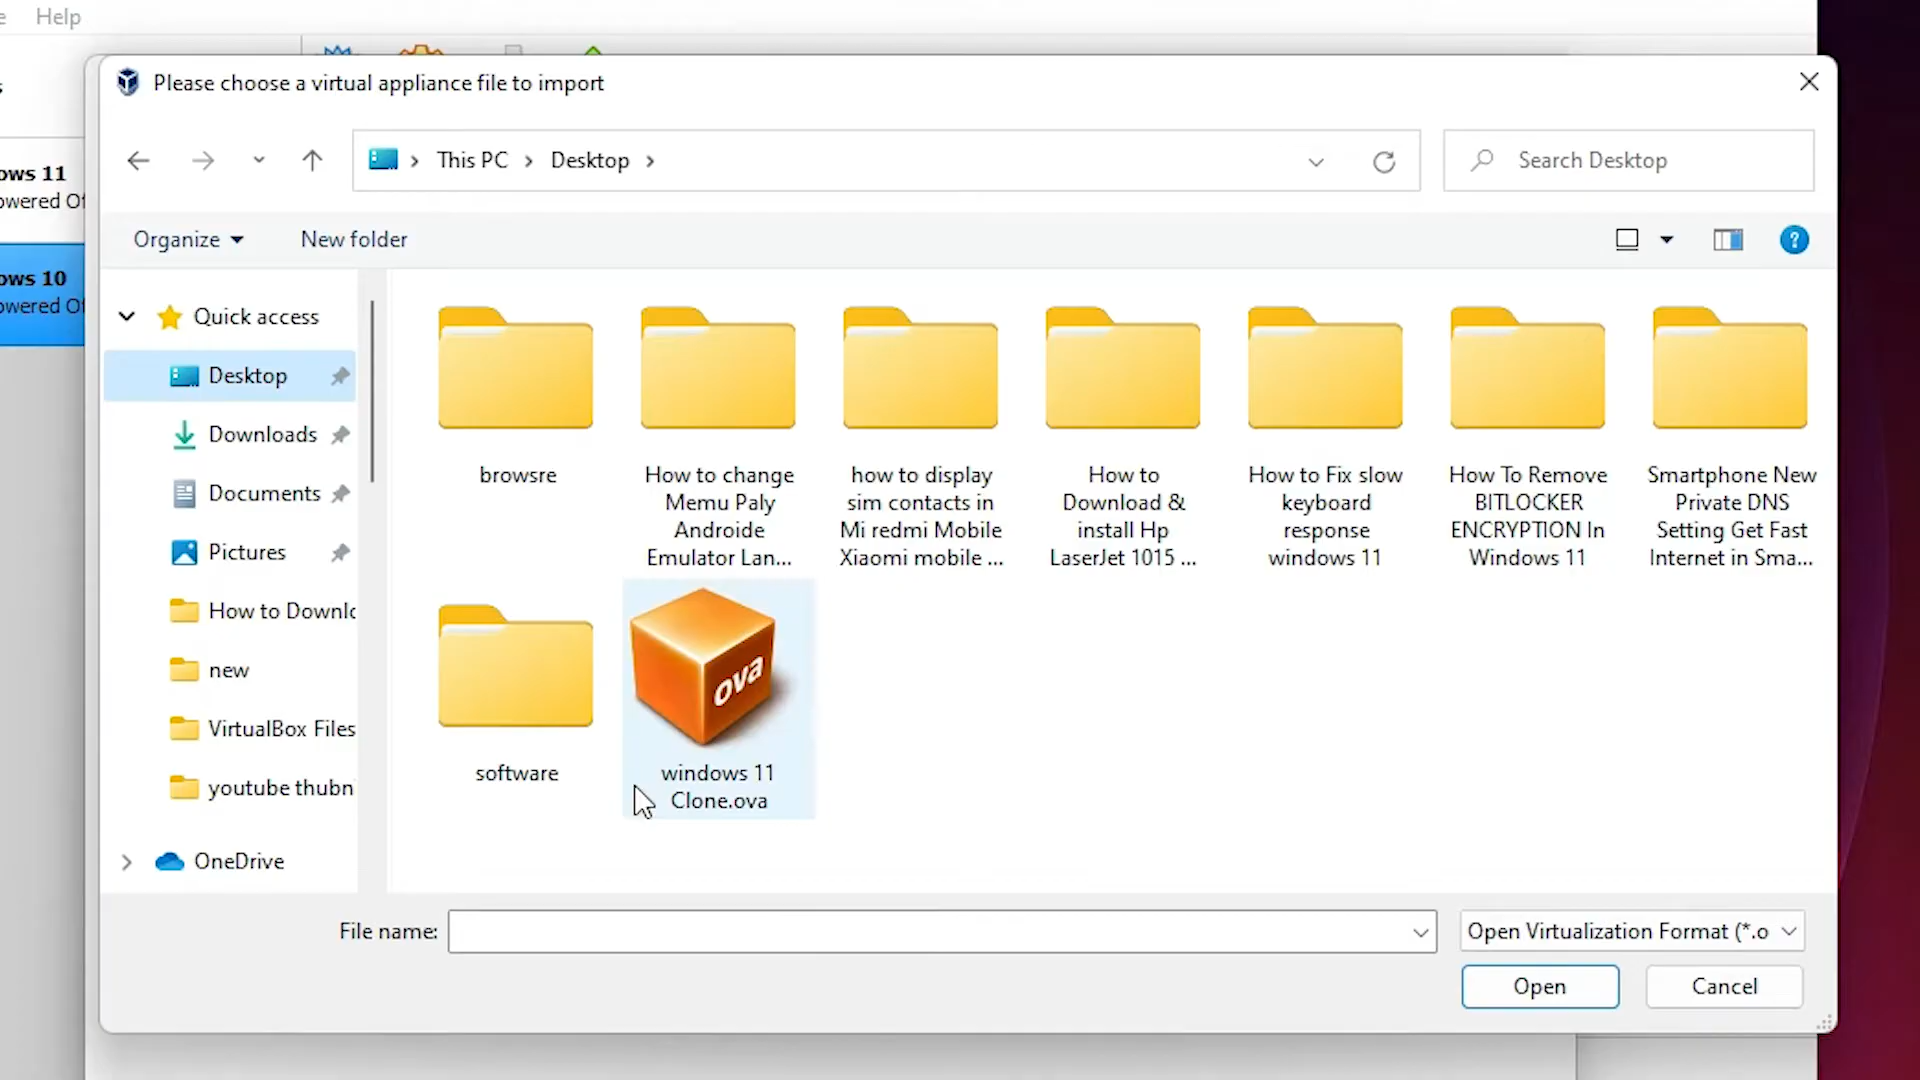 Help
Please choose a virtual appliance file to import
This PC
Desktop
Search Desktop
ows 11
owered Of
Organize
New folder
?
ows 10
owered Of
Quick access
Desktop
Downloads
Documents
Pictures
How to Downlo
new
VirtualBox Files
youtube thubn
OneDrive
browsre
How to change
Memu Paly
Androide
Emulator Lan...
how to display
sim contacts in
Mi redmi Mobile
Xiaomi mobile ...
How to
Download &
install Hp
LaserJet 1015 ...
How to Fix slow
keyboard
response
windows 11
How To Remove
BITLOCKER
ENCRYPTION In
Windows 11
Smartphone New
Private DNS
Setting Get Fast
Internet in Sma...
software
ova
windows 11
Clone.ova
File name:
Open Virtualization Format (*.o
Open
Cancel